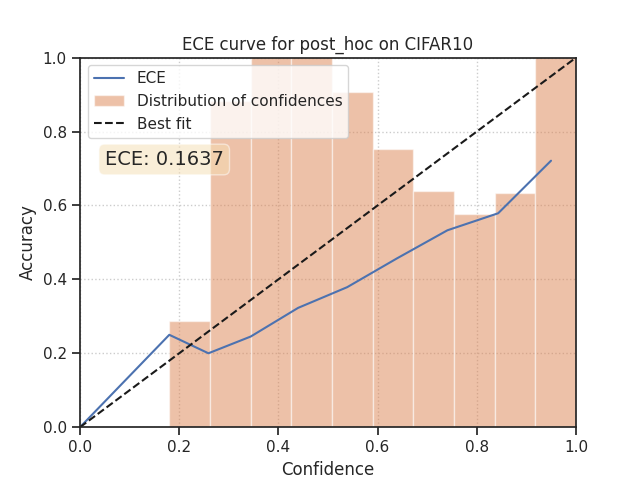 ECE curve for post_hoc on CIFAR10
ECE
Distribution of confidences
Best fit
ECE: 0.1637
Accuracy
1.0
0.8
0.6
0.4
0.2
0.0
0.0 0.2 0.4 0.6 0.8 1.0
Confidence